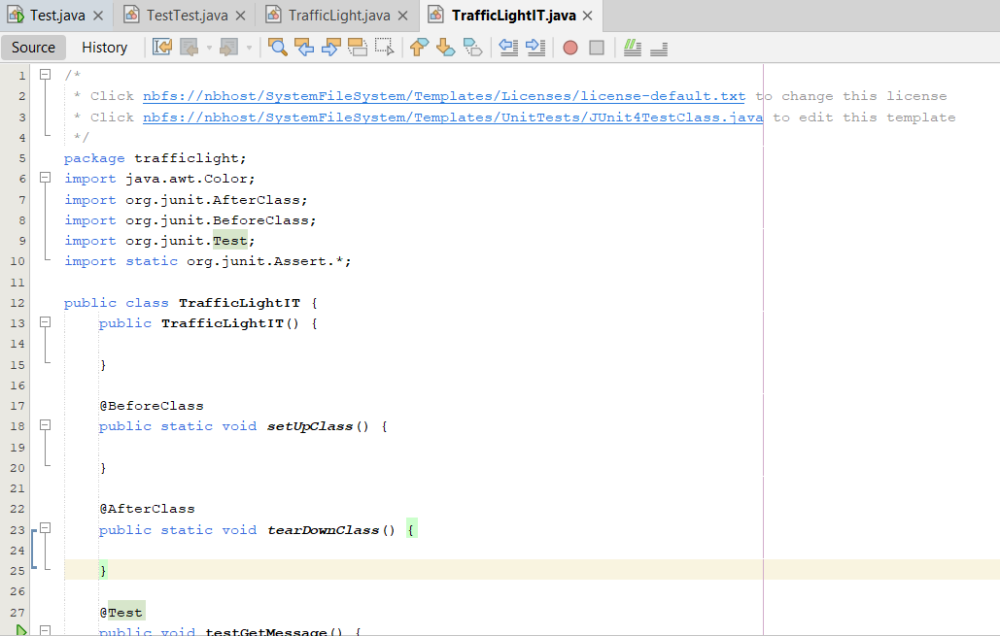 Test.java TestTest.java TrafficLight.java TrafficLightIT.java
Source History
1 /*
2 * Click nbfs://nbhost/SystemFileSystem/Templates/Licenses/license-default.txt to change this license
3 * Click nbfs://nbhost/SystemFileSystem/Templates/UnitTests/JUnit4TestClass.java to edit this template
4 */
5 package trafficlight;
6 import java.awt.Color;
7 import org.junit.AfterClass;
8 import org.junit.BeforeClass;
9 import org.junit.Test;
10 import static org.junit.Assert.*;
11
12 public class TrafficLightIT {
13 public TrafficLightIT() {
14
15 }
16
17 @BeforeClass
18 public static void setUpClass() {
19
20 }
21
22 @AfterClass
23 public static void tearDownClass() {
24
25 }
26
27 @Test
public void testGetMessage() {